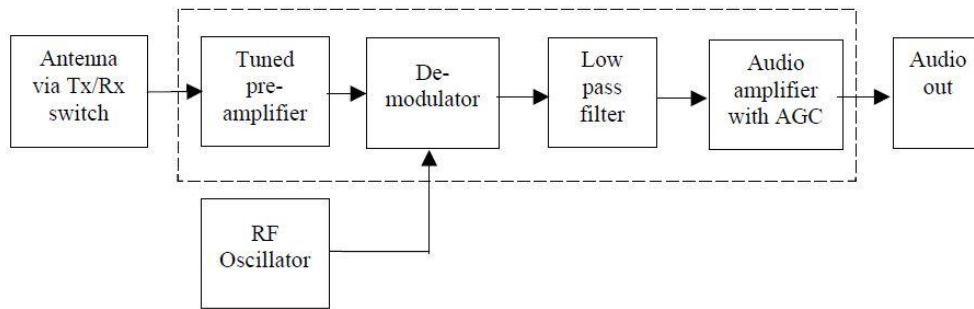 Antenna
via Tx/Rx
switch
Tuned
pre-
amplifier
De-
modulator
Low
pass
filter
Audio
amplifier
with AGC
Audio
out
RF
Oscillator